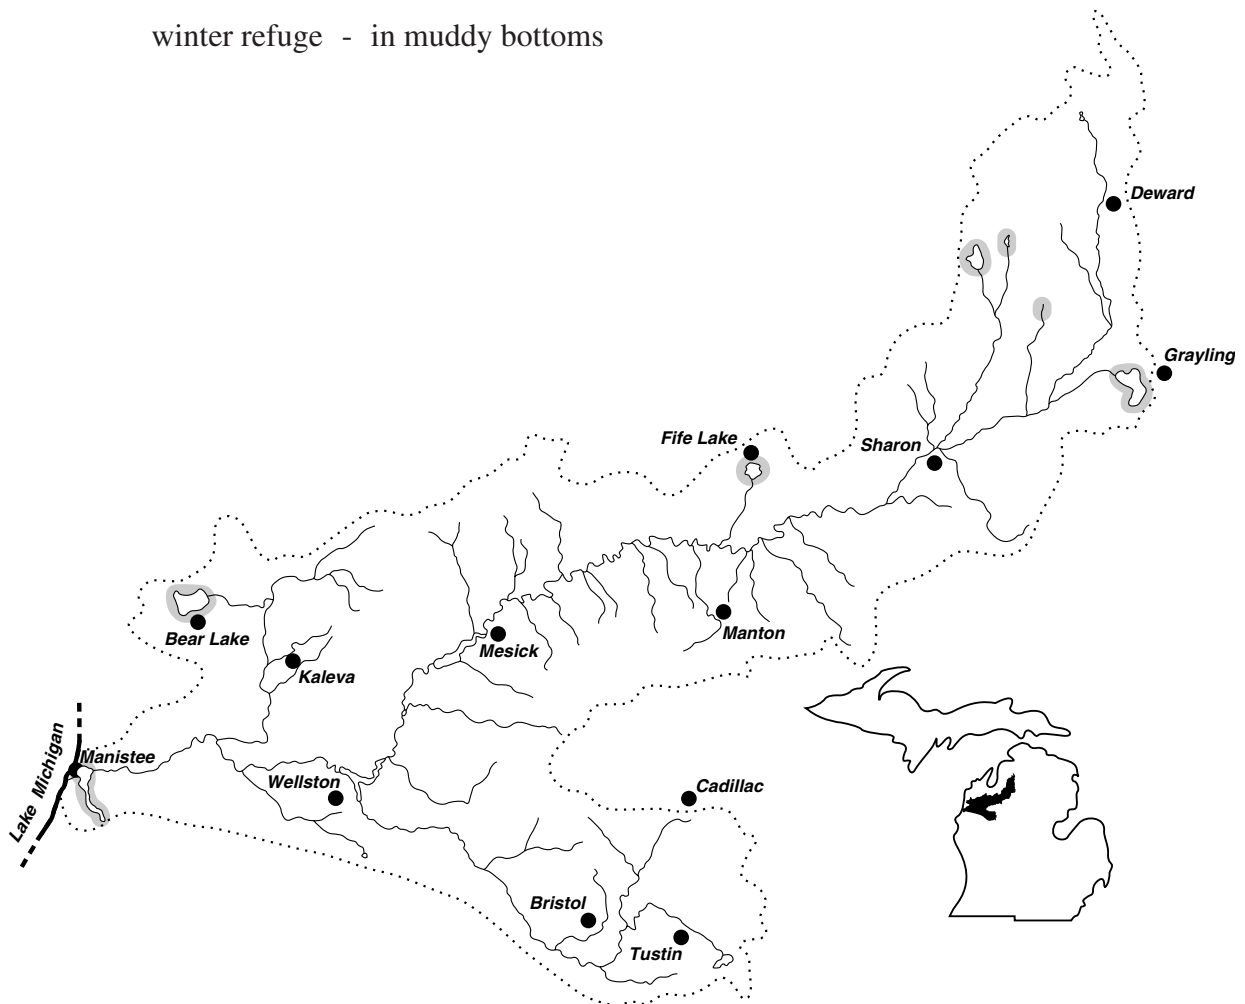 winter refuge - in muddy bottoms
Deward
Grayling
Fife Lake
Sharon
Bear Lake
Mesick
Manton
Kaleva
Lake Michigan
Manistee
Wellston
Cadillac
Bristol
Tustin